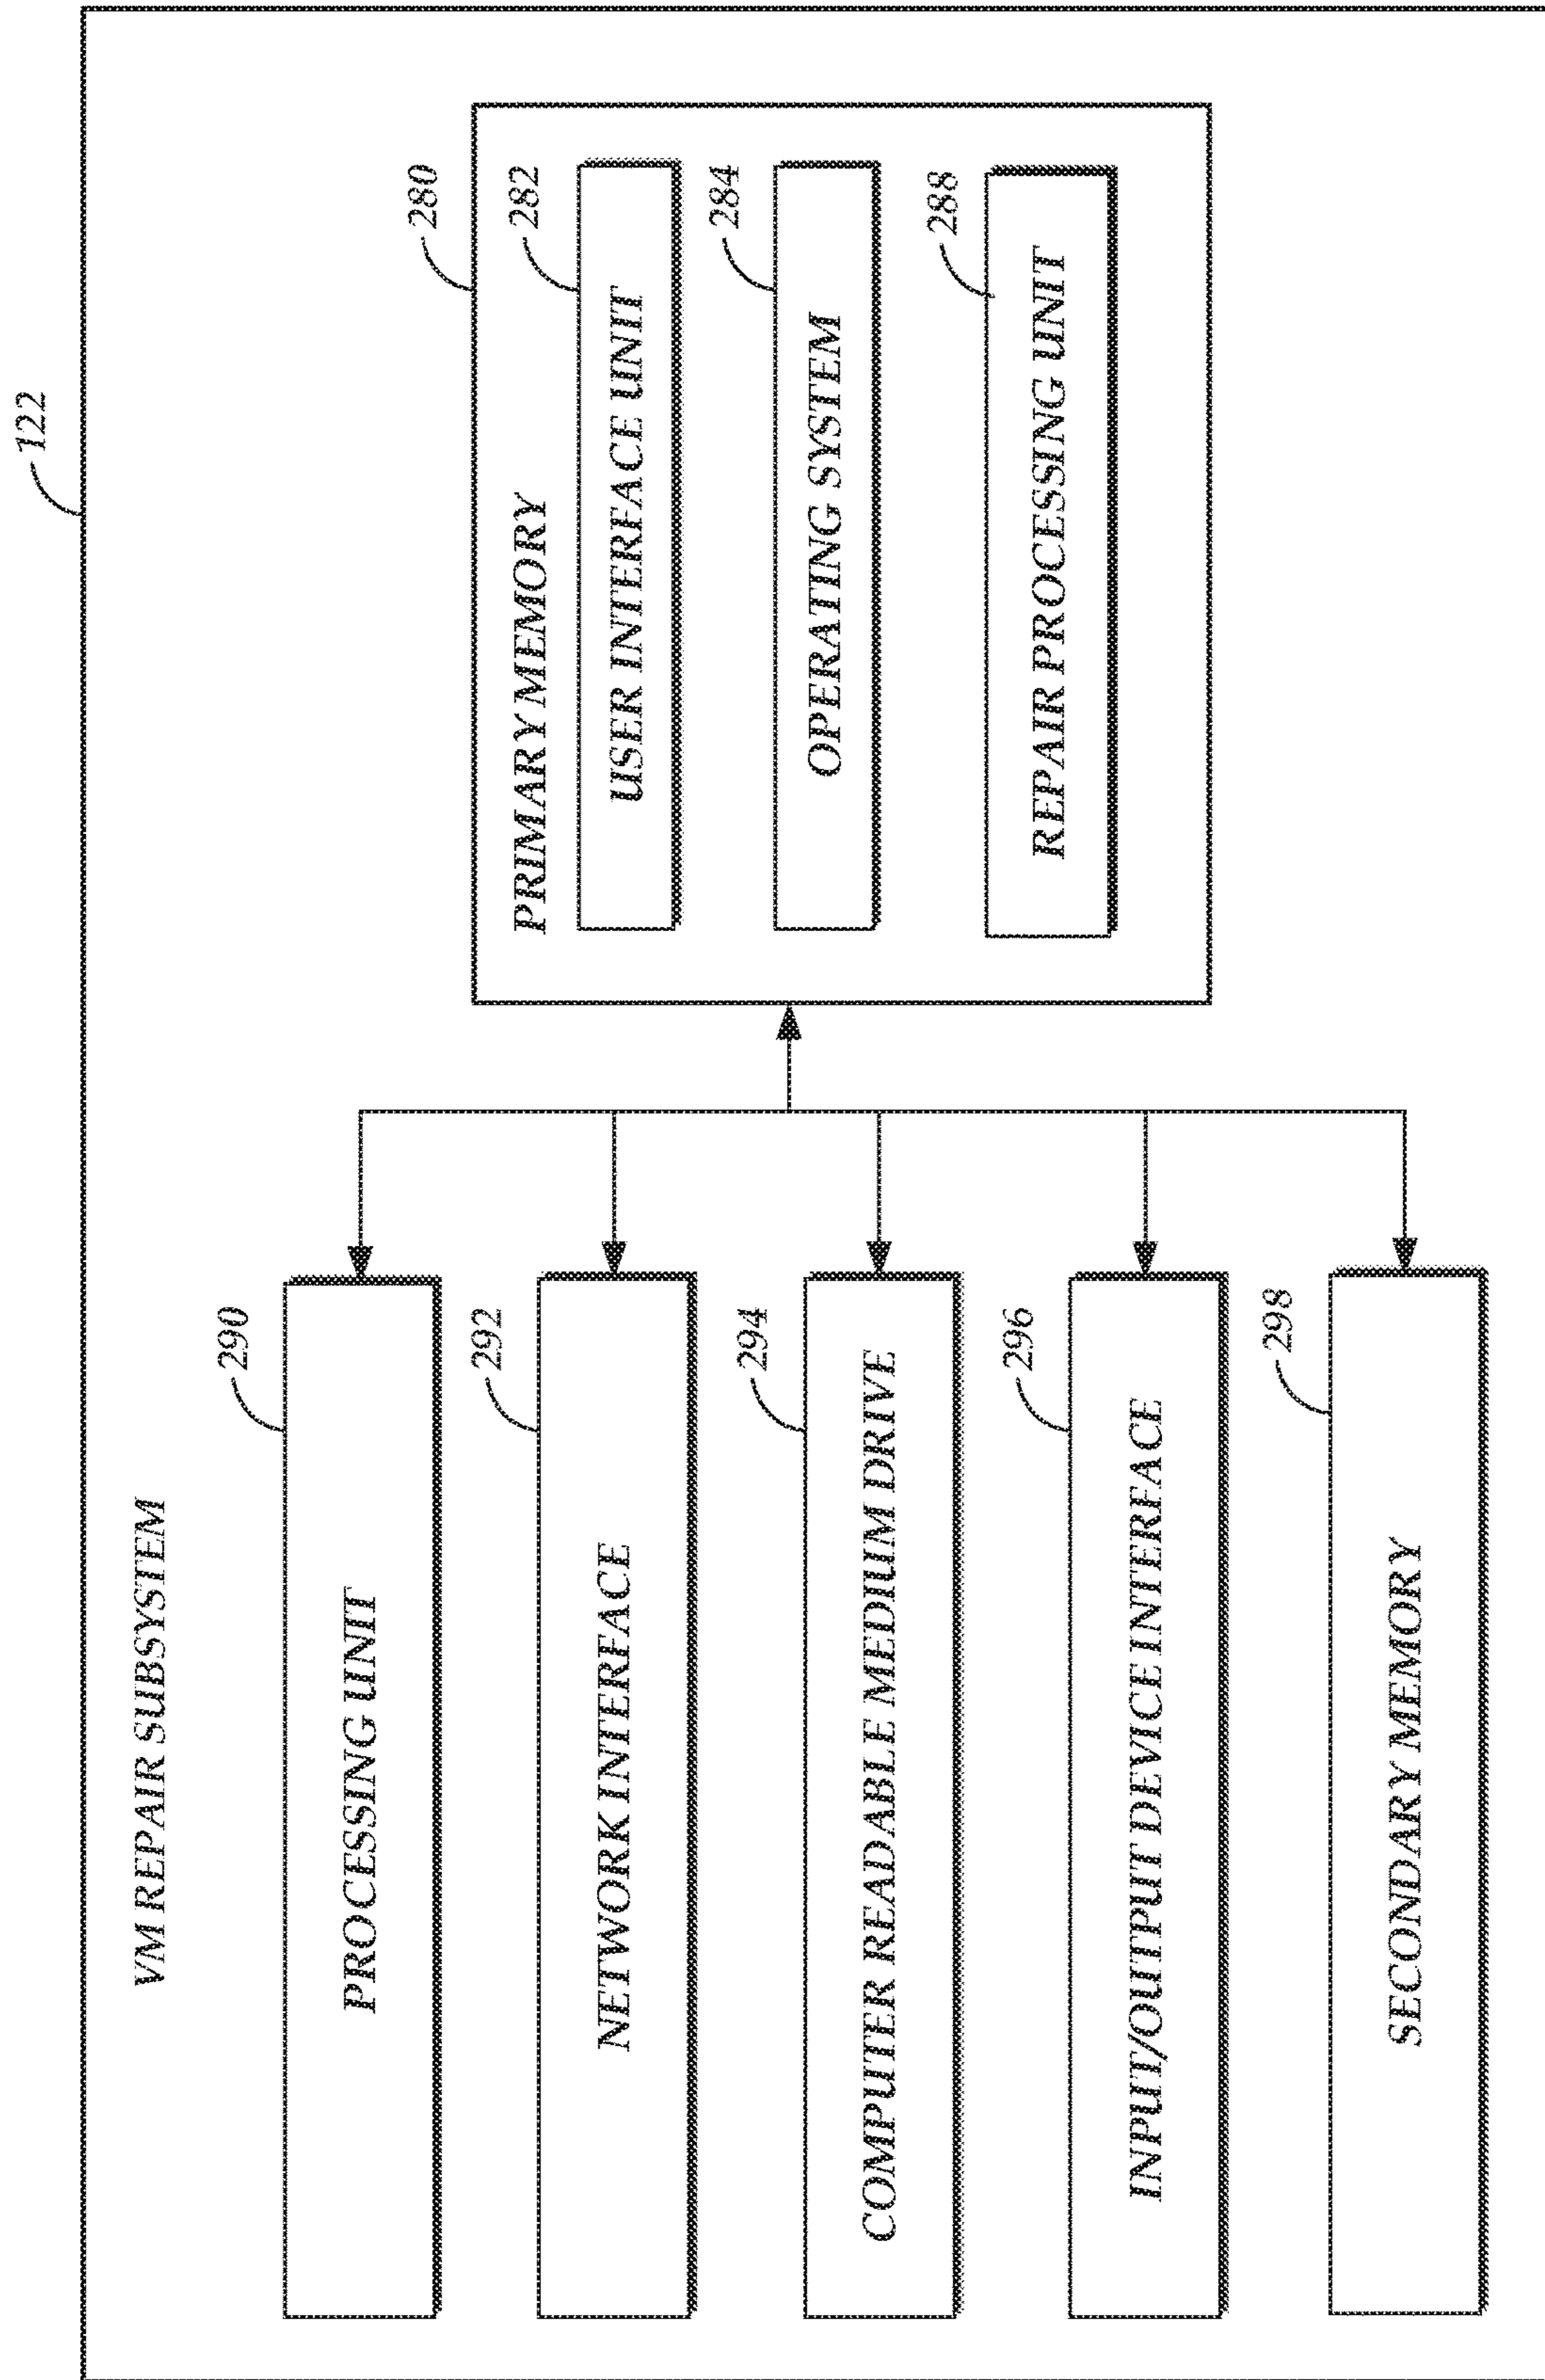 122
VM REPAIR SUBSYSTEM
290
PROCESSING UNIT
292
NETWORK INTERFACE
294
COMPUTER READABLE MEDIUM DRIVE
296
INPUT/OUTPUT DEVICE INTERFACE
298
SECONDARY MEMORY
280
PRIMARY MEMORY
282
USER INTERFACE UNIT
284
OPERATING SYSTEM
288
REPAIR PROCESSING UNIT